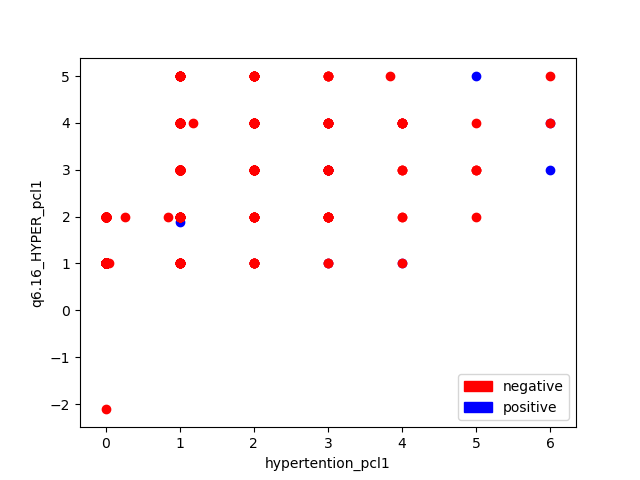 5
4
3
2
1
0
−1
−2
q6.16_HYPER_pcl1
negative
positive
0 1 2 3 4 5 6
hypertention_pcl1